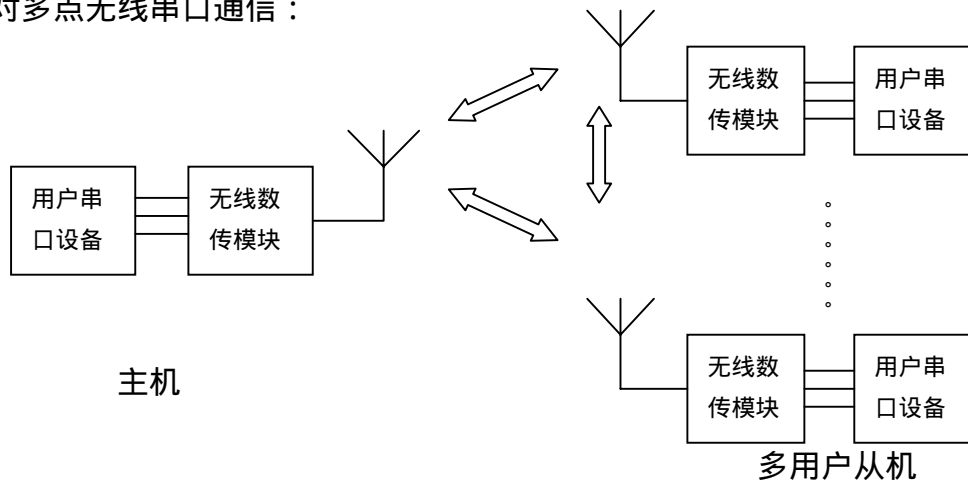 对多点无线串口通信：
无线数
传模块
用户串
口设备
用户串
口设备
无线数
传模块
主机
无线数
传模块
用户串
口设备
多用户从机